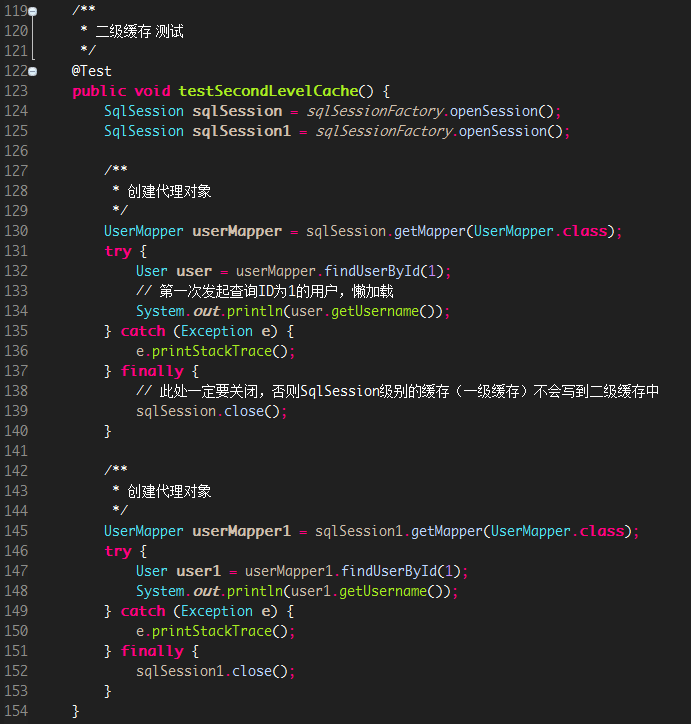 119    /**
120     * 二级缓存 测试
121     */
122    @Test
123    public void testSecondLevelCache() {
124        SqlSession sqlSession = sqlSessionFactory.openSession();
125        SqlSession sqlSession1 = sqlSessionFactory.openSession();
126
127        /**
128         * 创建代理对象
129         */
130        UserMapper userMapper = sqlSession.getMapper(UserMapper.class);
131        try {
132            User user = userMapper.findUserById(1);
133            // 第一次发起查询ID为1的用户，懒加载
134            System.out.println(user.getUsername());
135        } catch (Exception e) {
136            e.printStackTrace();
137        } finally {
138            // 此处一定要关闭，否则SqlSession级别的缓存（一级缓存）不会写到二级缓存中
139            sqlSession.close();
140        }
141
142        /**
143         * 创建代理对象
144         */
145        UserMapper userMapper1 = sqlSession1.getMapper(UserMapper.class);
146        try {
147            User user1 = userMapper1.findUserById(1);
148            System.out.println(user1.getUsername());
149        } catch (Exception e) {
150            e.printStackTrace();
151        } finally {
152            sqlSession1.close();
153        }
154    }